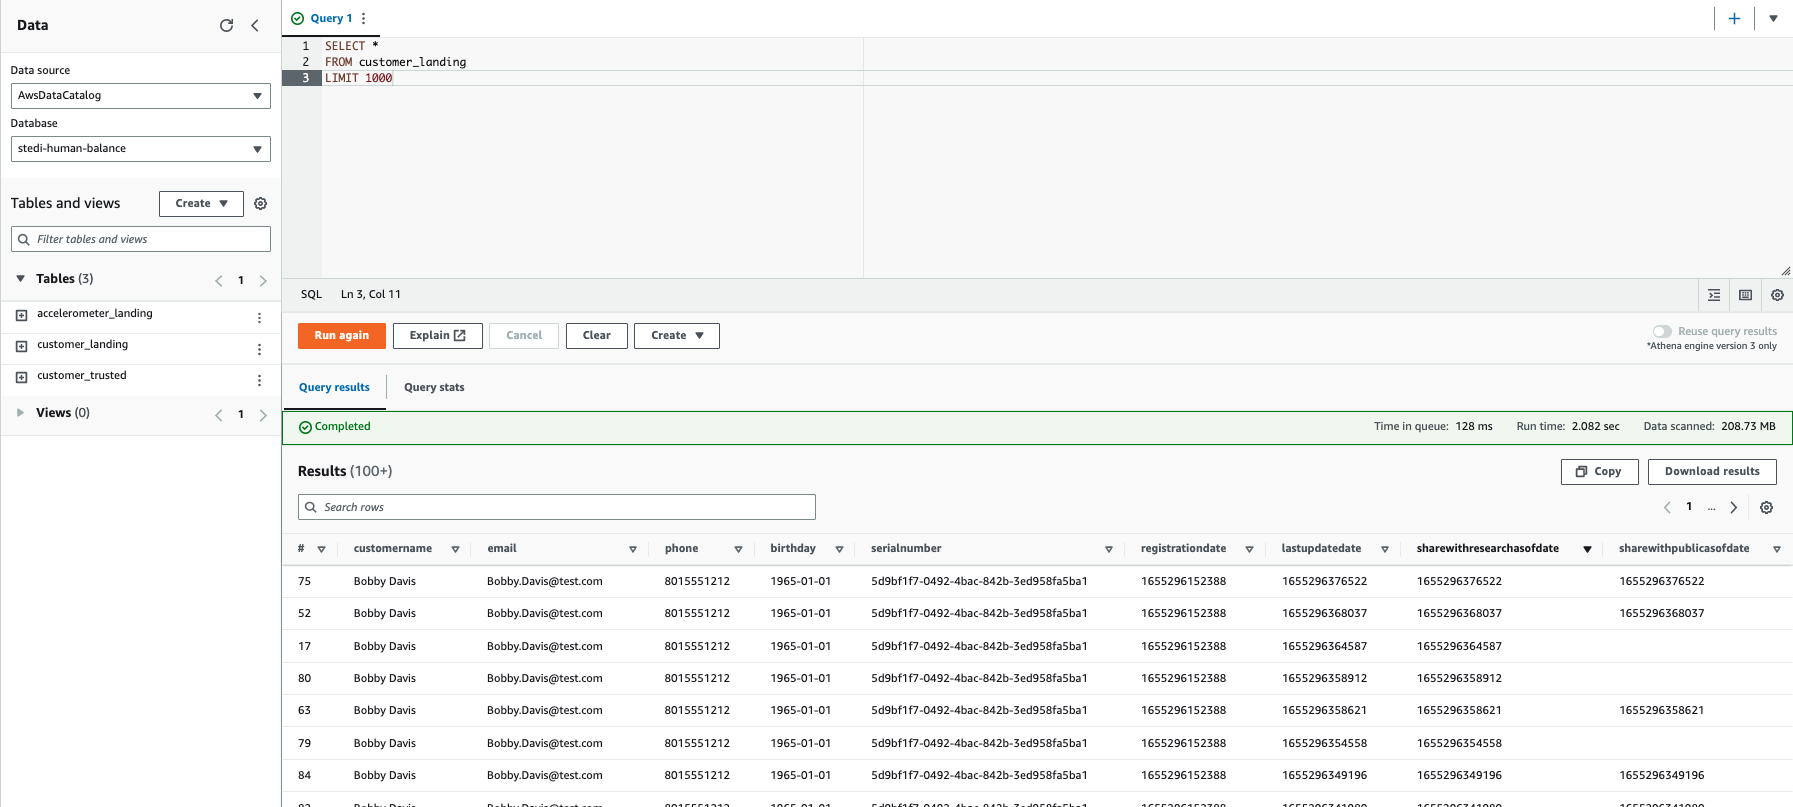 Data
Data source
AwsDataCatalog
Database
stedi-human-balance
Tables and views
Create
Filter tables and views
Tables (3)
1
accelerometer_landing
customer_landing
customer_trusted
Views (0)
1
Query 1
1 SELECT *
2 FROM customer_landing
3 LIMIT 1000
SQL Ln 3, Col 11
Run again Explain Cancel Clear Create
Reuse query results
*Athena engine version 3 only
Query results Query stats
Completed Time in queue: 128 ms Run time: 2.082 sec Data scanned: 208.73 MB
Results (100+) Copy Download results
Search rows 1 ...
# customername email phone birthday serialnumber registrationdate lastupdatedate sharewithresearchasofdate sharewithpublicasofdate
75 Bobby Davis Bobby.Davis@test.com 8015551212 1965-01-01 5d9bf1f7-0492-4bac-842b-3ed958fa5ba1 1655296152388 1655296376522 1655296376522 1655296376522
52 Bobby Davis Bobby.Davis@test.com 8015551212 1965-01-01 5d9bf1f7-0492-4bac-842b-3ed958fa5ba1 1655296152388 1655296368037 1655296368037 1655296368037
17 Bobby Davis Bobby.Davis@test.com 8015551212 1965-01-01 5d9bf1f7-0492-4bac-842b-3ed958fa5ba1 1655296152388 1655296364587 1655296364587
80 Bobby Davis Bobby.Davis@test.com 8015551212 1965-01-01 5d9bf1f7-0492-4bac-842b-3ed958fa5ba1 1655296152388 1655296358912 1655296358912
63 Bobby Davis Bobby.Davis@test.com 8015551212 1965-01-01 5d9bf1f7-0492-4bac-842b-3ed958fa5ba1 1655296152388 1655296358621 1655296358621 1655296358621
79 Bobby Davis Bobby.Davis@test.com 8015551212 1965-01-01 5d9bf1f7-0492-4bac-842b-3ed958fa5ba1 1655296152388 1655296354558 1655296354558
84 Bobby Davis Bobby.Davis@test.com 8015551212 1965-01-01 5d9bf1f7-0492-4bac-842b-3ed958fa5ba1 1655296152388 1655296349196 1655296349196 1655296349196